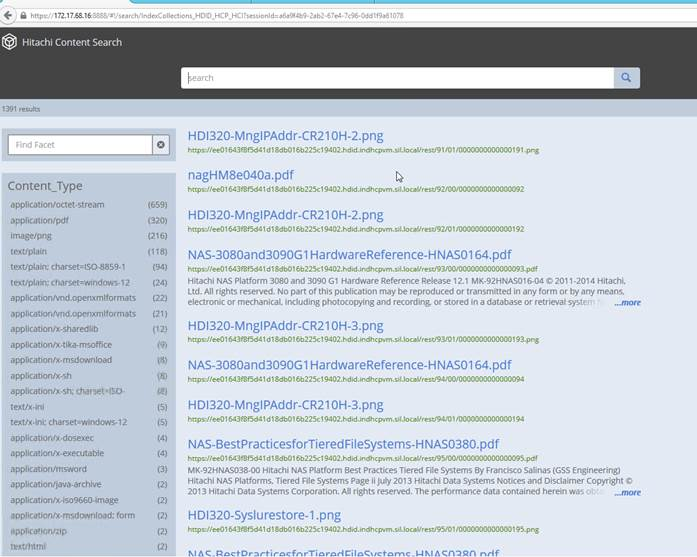 https://172.17.68.16:8888/#!/search/IndexCollections_HDID_HCP_HCI?sessionId=a6a9f4b9-2ab2-67e4-7c96-0dd1f9a61078
Hitachi Content Search
search
1391 results
Find Facet
Content_Type
application/octet-stream (659)
application/pdf (320)
image/png (216)
text/plain (118)
text/plain; charset=ISO-8859-1 (94)
text/plain; charset=windows-12 (24)
application/vnd.openxmlformats (22)
application/vnd.openxmlformats (21)
application/x-sharedlib (12)
application/x-tika-msoffice (9)
application/x-msdownload (8)
application/x-sh (8)
application/x-sh; charset=ISO- (8)
text/x-ini (5)
text/x-ini; charset=windows-12 (5)
application/x-dosexec (4)
application/x-executable (4)
application/msword (3)
application/java-archive (2)
application/x-iso9660-image (2)
application/x-msdownload; form (2)
application/zip (2)
text/html (2)
HDI320-MngIPAddr-CR210H-2.png
https://ee01643f8f5d41d18db016b225c19402.hdid.indhcpvm.sil.local/rest/91/01/0000000000000191.png
nagHM8e040a.pdf
https://ee01643f8f5d41d18db016b225c19402.hdid.indhcpvm.sil.local/rest/92/00/0000000000000092
HDI320-MngIPAddr-CR210H-2.png
https://ee01643f8f5d41d18db016b225c19402.hdid.indhcpvm.sil.local/rest/92/01/0000000000000192
NAS-3080and3090G1HardwareReference-HNAS0164.pdf
https://ee01643f8f5d41d18db016b225c19402.hdid.indhcpvm.sil.local/rest/93/00/0000000000000093.pdf
Hitachi NAS Platform 3080 and 3090 G1 Hardware Reference Release 12.1 MK-92HNAS016-04 © 2011-2014 Hitachi,
Ltd. All rights reserved. No part of this publication may be reproduced or transmitted in any form or by any means,
electronic or mechanical, including photocopying and recording, or stored in a database or retrieval system
...more
HDI320-MngIPAddr-CR210H-3.png
https://ee01643f8f5d41d18db016b225c19402.hdid.indhcpvm.sil.local/rest/93/01/0000000000000193.png
NAS-3080and3090G1HardwareReference-HNAS0164.pdf
https://ee01643f8f5d41d18db016b225c19402.hdid.indhcpvm.sil.local/rest/94/00/0000000000000094
HDI320-MngIPAddr-CR210H-3.png
https://ee01643f8f5d41d18db016b225c19402.hdid.indhcpvm.sil.local/rest/94/01/0000000000000194
NAS-BestPracticesforTieredFileSystems-HNAS0380.pdf
https://ee01643f8f5d41d18db016b225c19402.hdid.indhcpvm.sil.local/rest/95/00/0000000000000095.pdf
MK-92HNAS038-00 Hitachi NAS Platform Best Practices Tiered File Systems By Francisco Salinas (GSS Engineering)
Hitachi NAS Platforms, Tiered File Systems Page ii July 2013 Hitachi Data Systems Notices and Disclaimer Copyright ©
2013 Hitachi Data Systems Corporation. All rights reserved. The performance data contained herein was
...more
HDI320-Syslurestore-1.png
https://ee01643f8f5d41d18db016b225c19402.hdid.indhcpvm.sil.local/rest/95/01/0000000000000195.png
NAS-BestPracticesforTieredFileSystems-HNAS0380.pdf